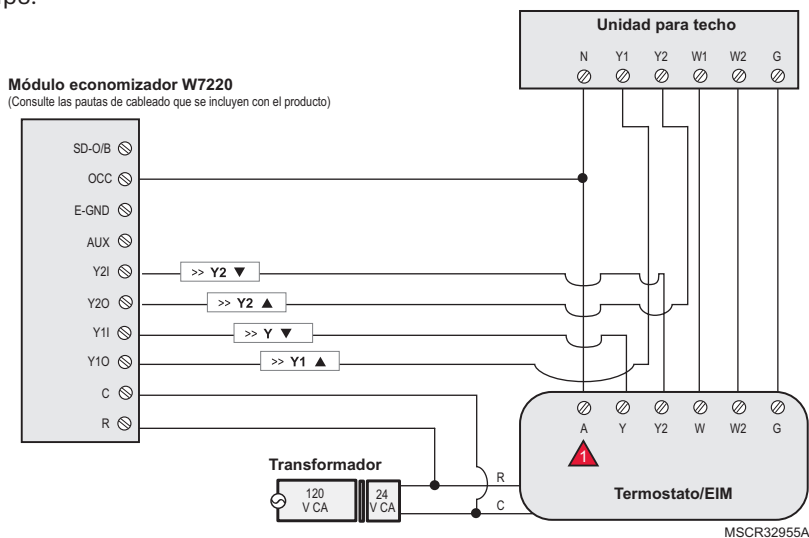 ups.
Unidad para techo
N Y1 Y2 W1 W2 G
Módulo economizador W7220
(Consulte las pautas de cableado que se incluyen con el producto)
SD-O/B
OCC
E-GND
AUX
Y2I >> Y2 ▼
Y2O >> Y2 ▲
Y1I >> Y ▼
Y1O >> Y1 ▲
C
R
A Y Y2 W W2 G
1
Transformador
120
V CA
24
V CA
R
C
Termostato/EIM
MSCR32955A